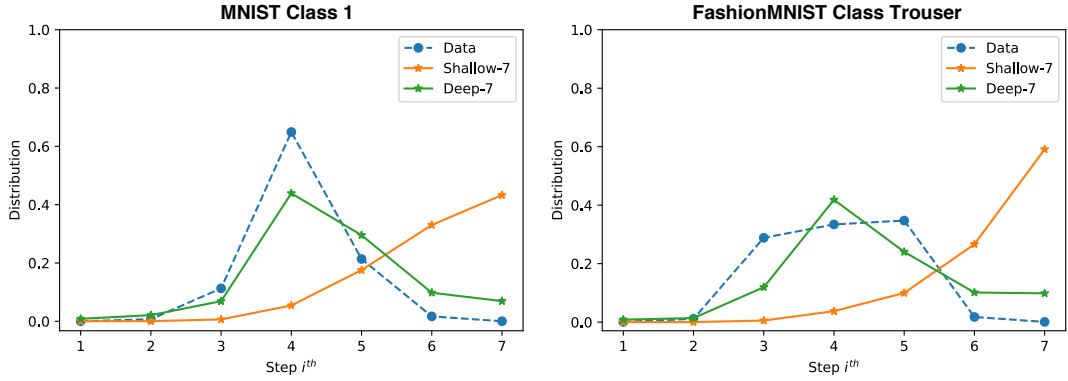 MNIST Class 1
1.0
0.8
0.6
0.4
0.2
0.0
Distribution
Data
Shallow-7
Deep-7
1 2 3 4 5 6 7
Step i^th
FashionMNIST Class Trouser
1.0
0.8
0.6
0.4
0.2
0.0
Distribution
Data
Shallow-7
Deep-7
1 2 3 4 5 6 7
Step i^th